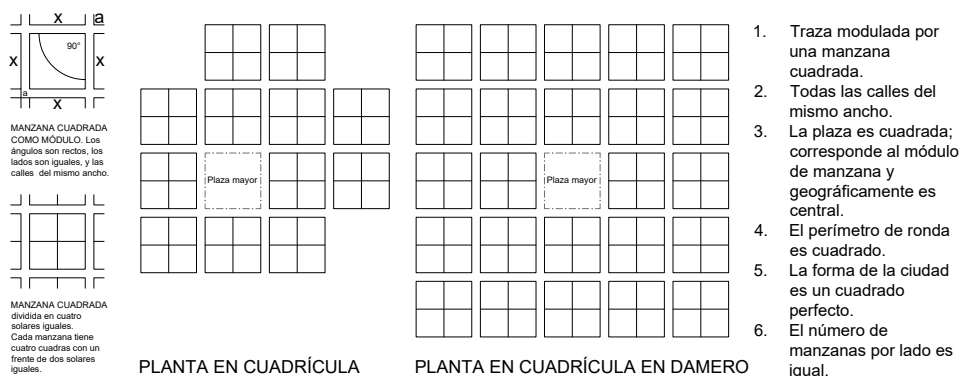 x
a
90°
x
x
a
x
MANZANA CUADRADA
COMO MÓDULO. Los
ángulos son rectos, los
lados son iguales, y las
calles del mismo ancho.
MANZANA CUADRADA
dividida en cuatro
solares iguales.
Cada manzana tiene
cuatro cuadras con un
frente de dos solares
iguales.
Plaza mayor
PLANTA EN CUADRÍCULA
Plaza mayor
PLANTA EN CUADRÍCULA EN DAMERO
1. Traza modulada por
una manzana
cuadrada.
2. Todas las calles del
mismo ancho.
3. La plaza es cuadrada;
corresponde al módulo
de manzana y
geográficamente es
central.
4. El perímetro de ronda
es cuadrado.
5. La forma de la ciudad
es un cuadrado
perfecto.
6. El número de
manzanas por lado es
igual.